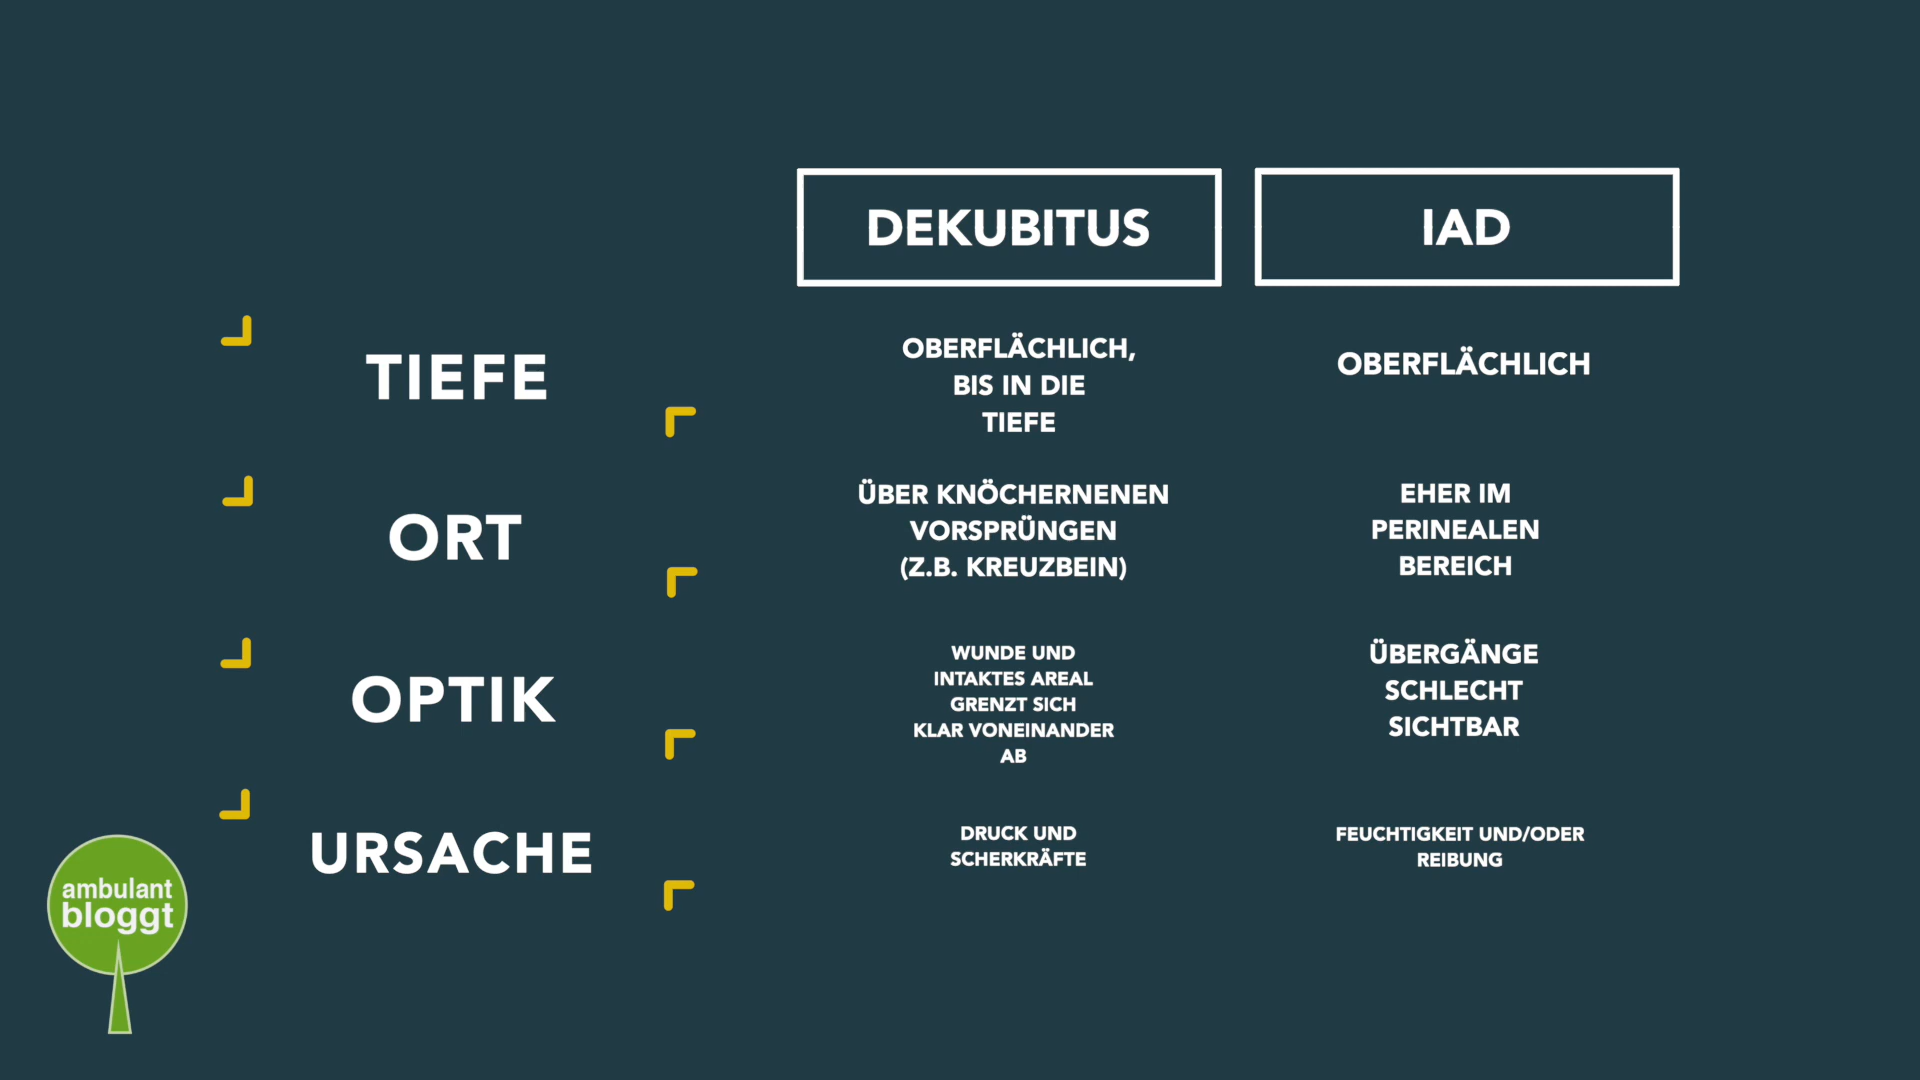 DEKUBITUS
IAD
TIEFE
OBERFLÄCHLICH,
BIS IN DIE
TIEFE
OBERFLÄCHLICH
ORT
ÜBER KNÖCHERNENEN
VORSPRÜNGEN
(Z.B. KREUZBEIN)
EHER IM
PERINEALEN
BEREICH
OPTIK
WUNDE UND
INTAKTES AREAL
GRENZT SICH
KLAR VONEINANDER
AB
ÜBERGÄNGE
SCHLECHT
SICHTBAR
URSACHE
DRUCK UND
SCHERKRÄFTE
FEUCHTIGKEIT UND/ODER
REIBUNG
ambulant
bloggt